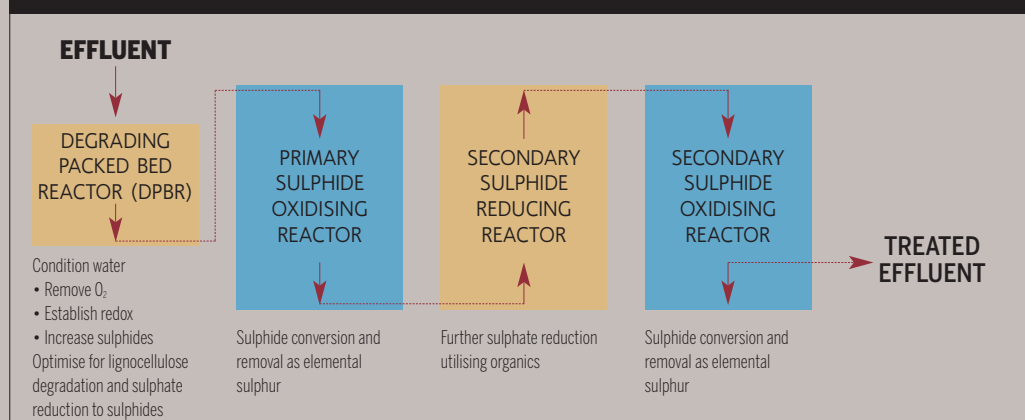 EFFLUENT
DEGRADING
PACKED BED
REACTOR (DPBR)
Condition water
• Remove O₂
• Establish redox
• Increase sulphides
Optimise for lignocellulose
degradation and sulphate
reduction to sulphides
PRIMARY
SULPHIDE
OXIDISING
REACTOR
Sulphide conversion and
removal as elemental
sulphur
SECONDARY
SULPHIDE
REDUCING
REACTOR
Further sulphate reduction
utilising organics
SECONDARY
SULPHIDE
OXIDISING
REACTOR
Sulphide conversion and
removal as elemental
sulphur
TREATED
EFFLUENT